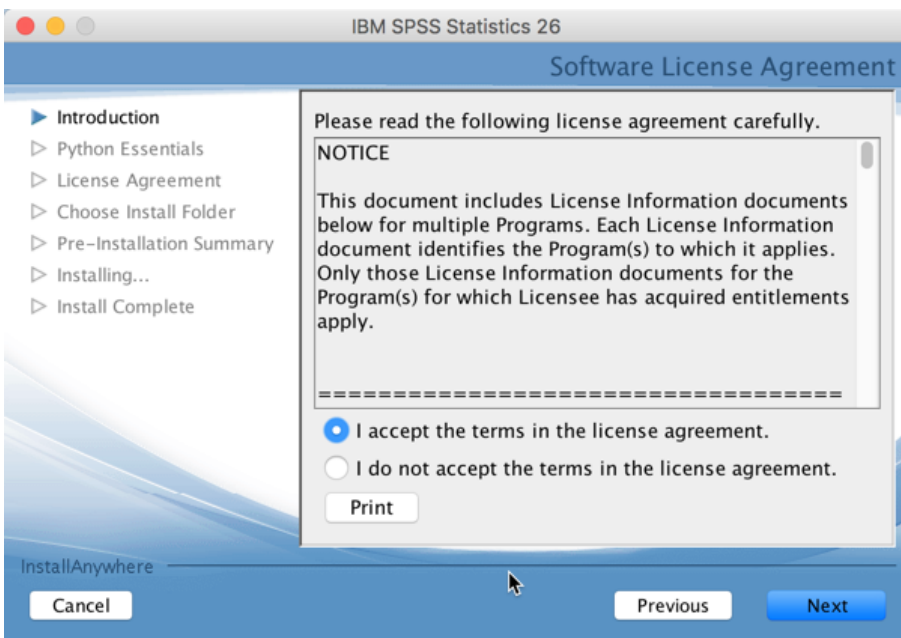 IBM SPSS Statistics 26
Software License Agreement
Introduction
Python Essentials
License Agreement
Choose Install Folder
Pre-Installation Summary
Installing...
Install Complete
Please read the following license agreement carefully.
NOTICE
This document includes License Information documents
below for multiple Programs. Each License Information
document identifies the Program(s) to which it applies.
Only those License Information documents for the
Program(s) for which Licensee has acquired entitlements
apply.
===================================
I accept the terms in the license agreement.
I do not accept the terms in the license agreement.
Print
InstallAnywhere
Cancel
Previous
Next